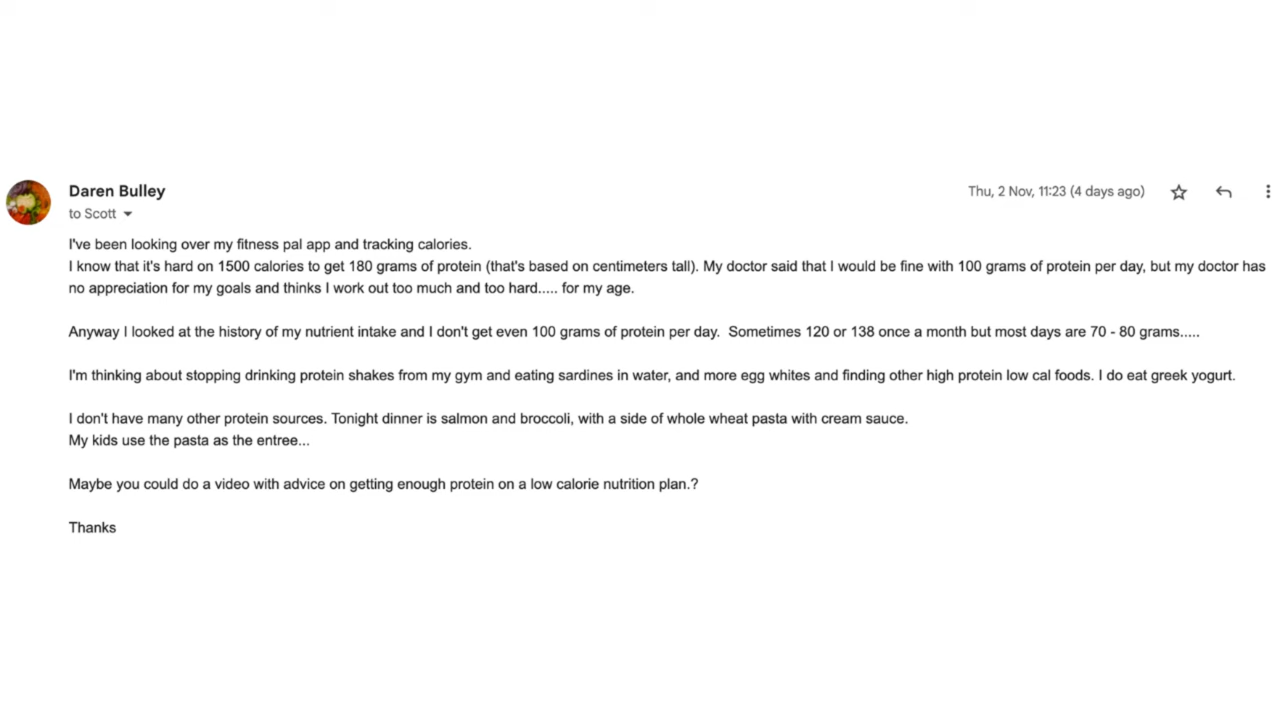 Daren Bulley
Thu, 2 Nov, 11:23 (4 days ago)
to Scott
I've been looking over my fitness pal app and tracking calories.
I know that it's hard on 1500 calories to get 180 grams of protein (that's based on centimeters tall). My doctor said that I would be fine with 100 grams of protein per day, but my doctor has
no appreciation for my goals and thinks I work out too much and too hard..... for my age.
Anyway I looked at the history of my nutrient intake and I don't get even 100 grams of protein per day.  Sometimes 120 or 138 once a month but most days are 70 - 80 grams.....
I'm thinking about stopping drinking protein shakes from my gym and eating sardines in water, and more egg whites and finding other high protein low cal foods. I do eat greek yogurt.
I don't have many other protein sources. Tonight dinner is salmon and broccoli, with a side of whole wheat pasta with cream sauce.
My kids use the pasta as the entree...
Maybe you could do a video with advice on getting enough protein on a low calorie nutrition plan.?
Thanks